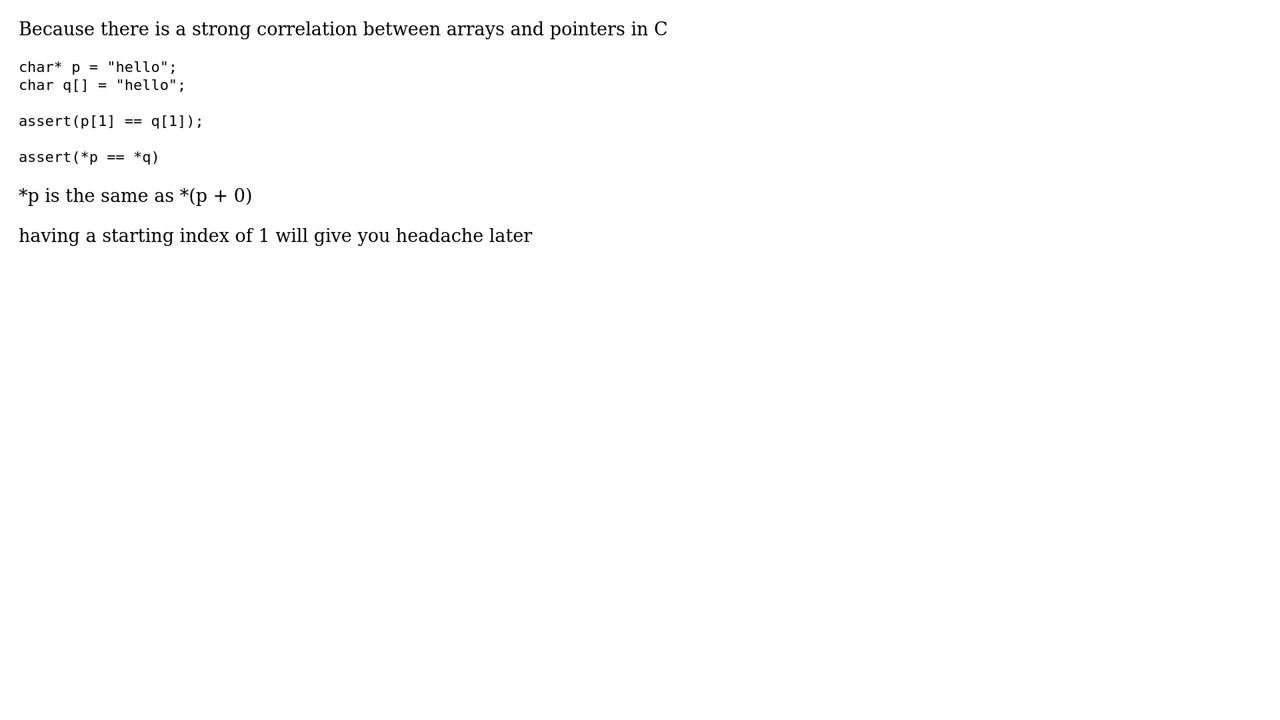 Because there is a strong correlation between arrays and pointers in C
char* p = "hello";
char q[] = "hello";
assert(p[1] == q[1]);
assert(*p == *q)
*p is the same as *(p + 0)
having a starting index of 1 will give you headache later